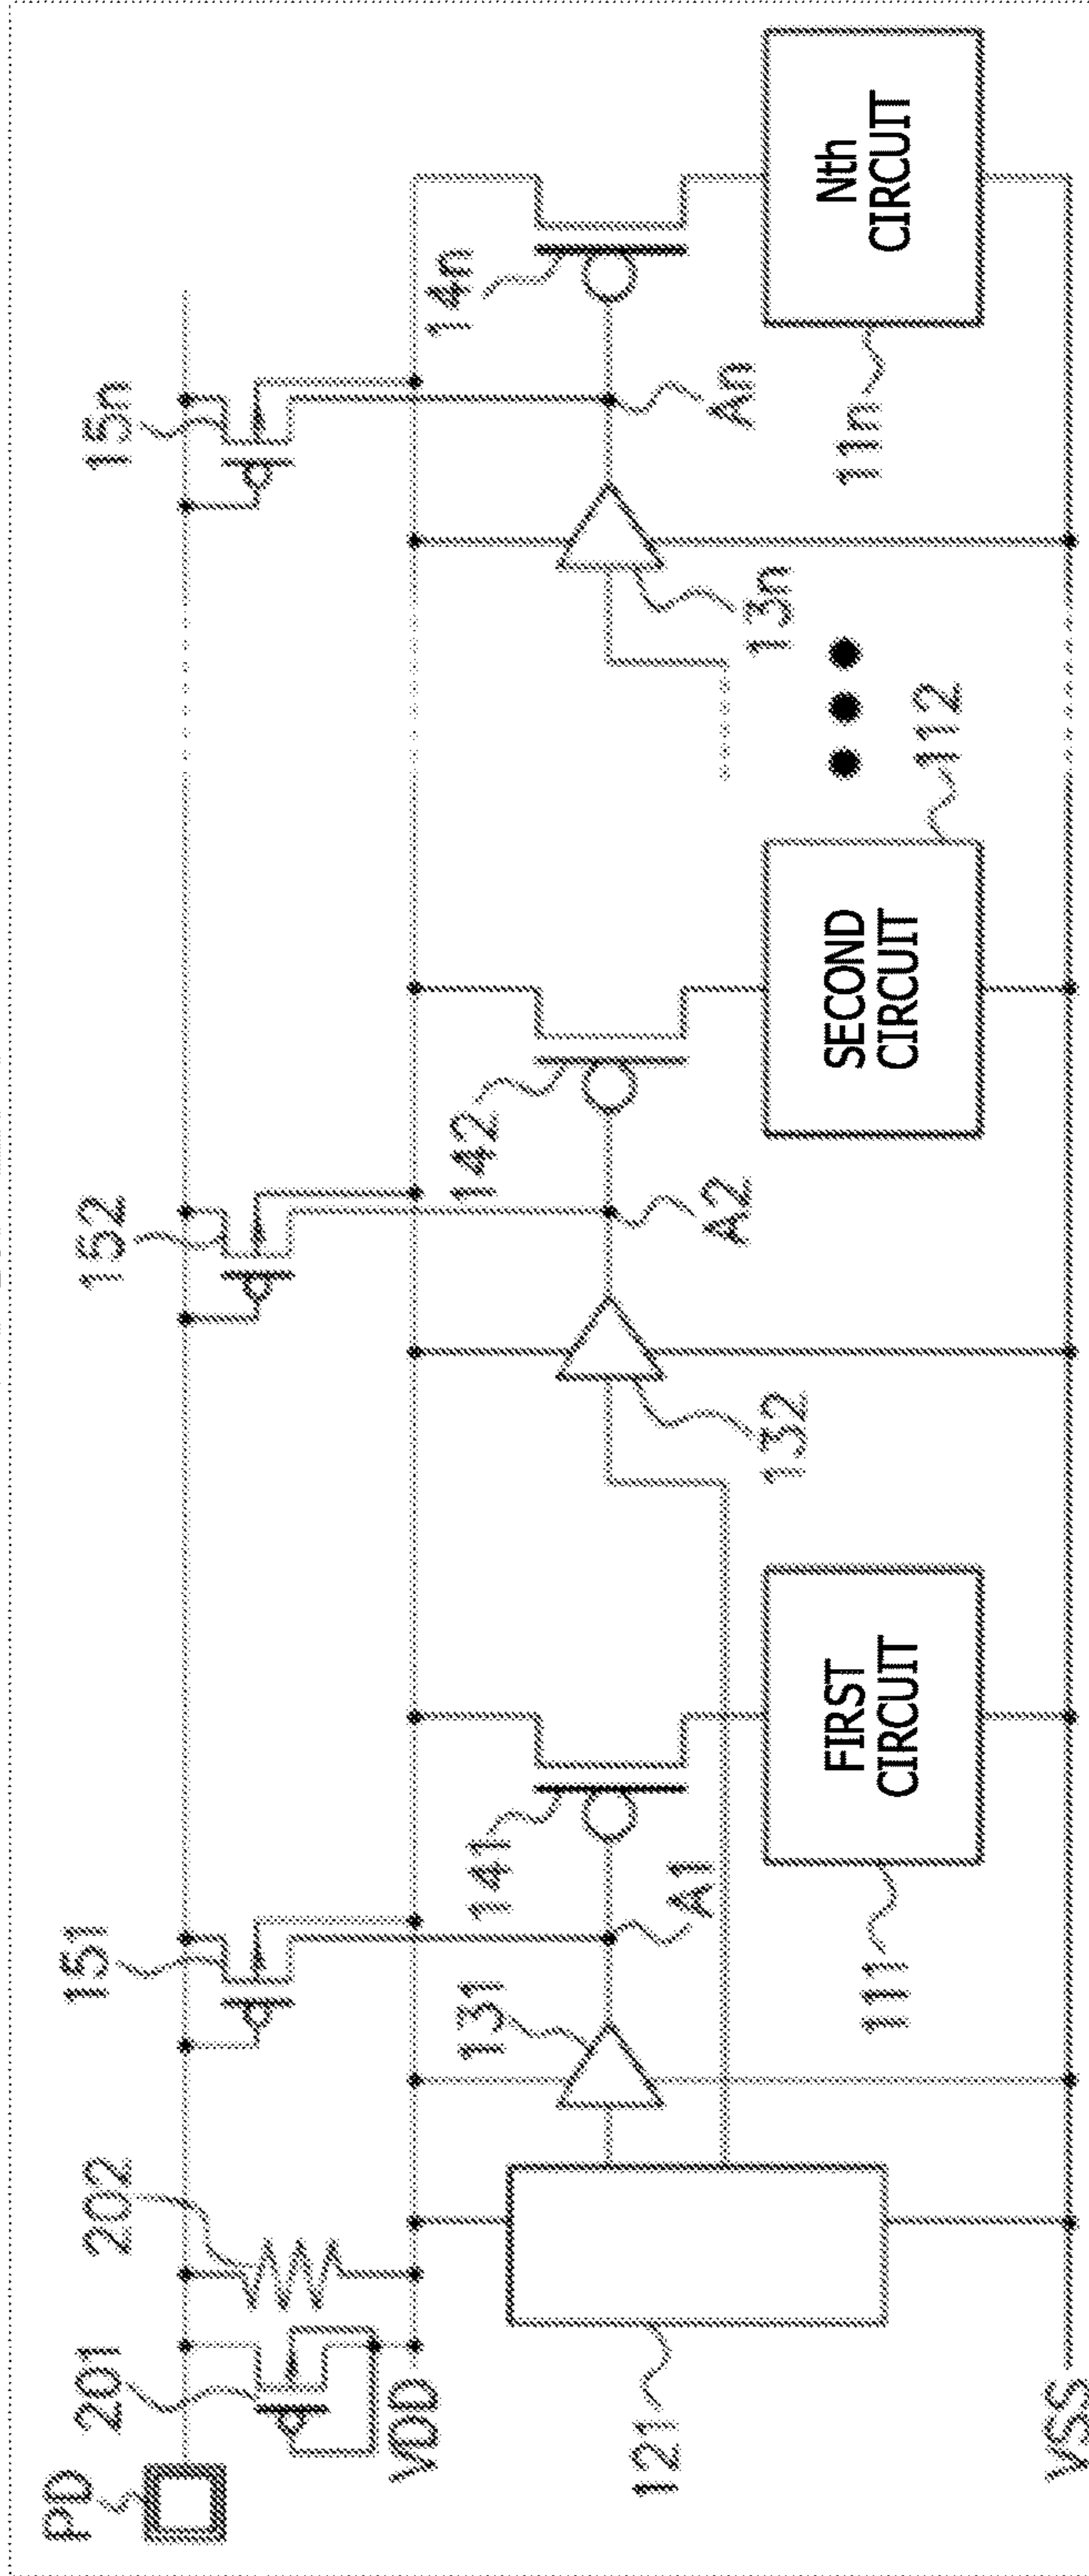 PD
201
202
151
152
15n
VDD
131
141
142
14n
A1
A2
An
132
13n
121
111
FIRST
CIRCUIT
SECOND
CIRCUIT
112
11n
Nth
CIRCUIT
VSS